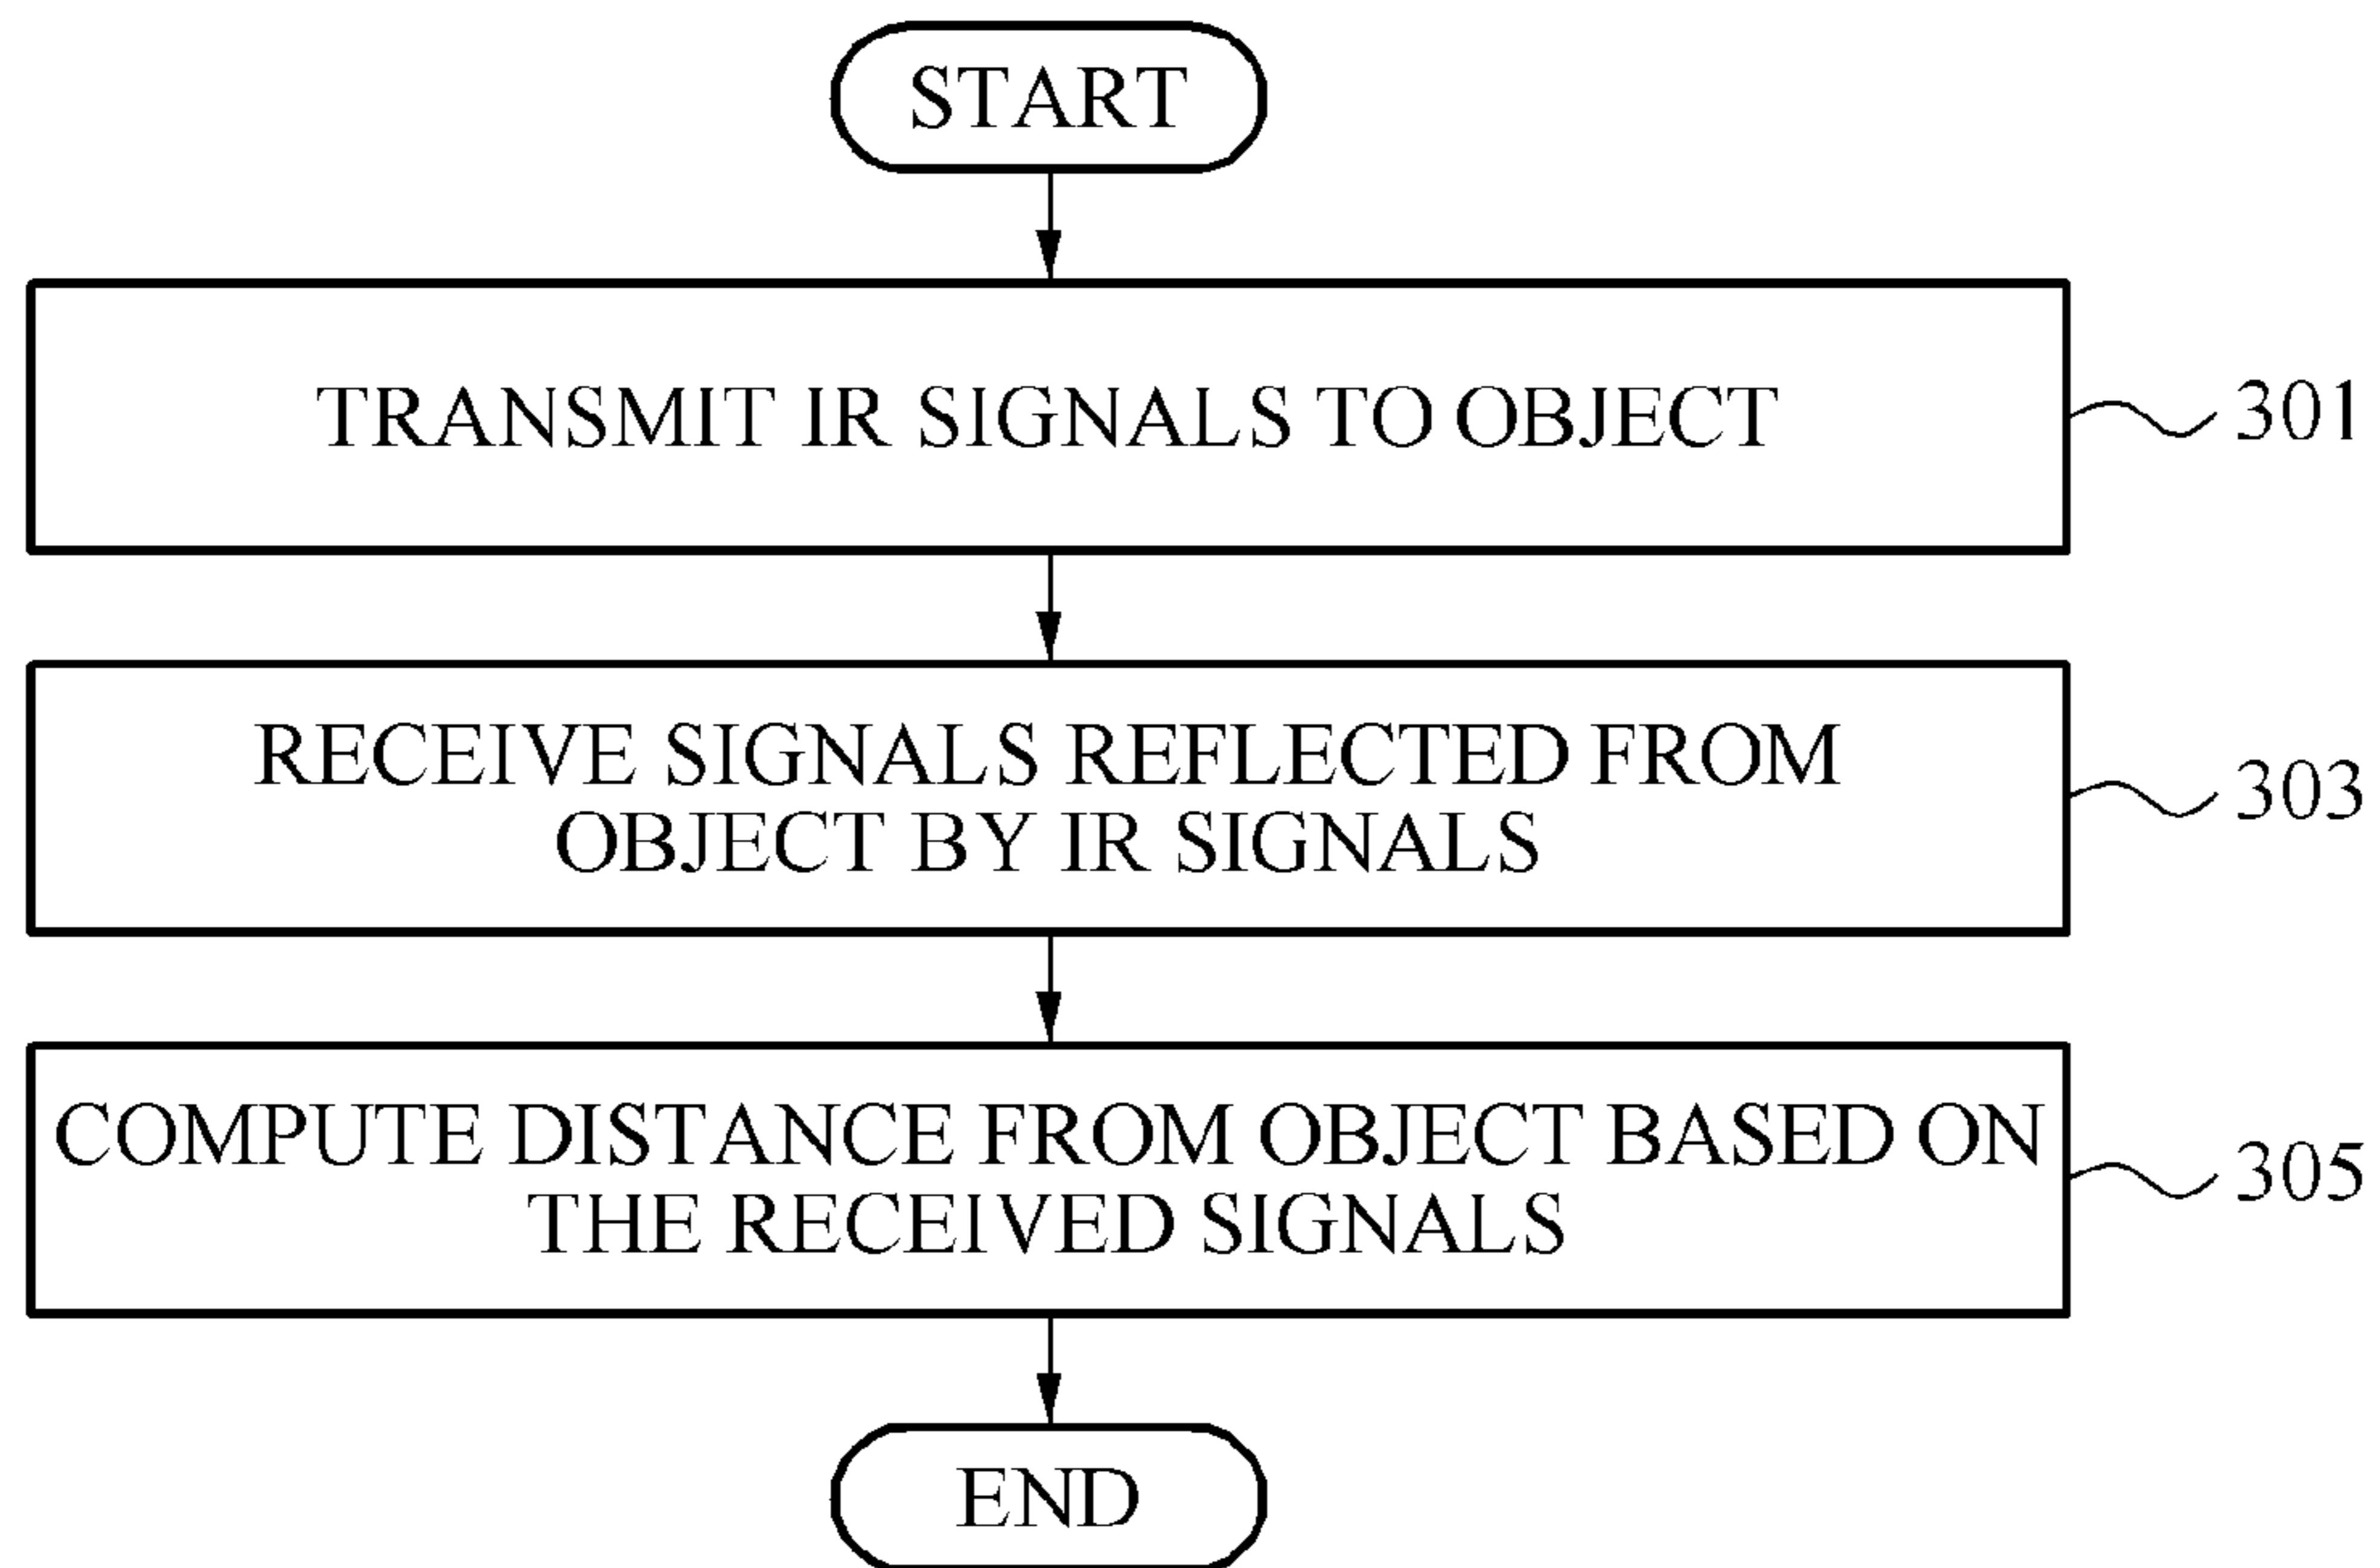 START
TRANSMIT IR SIGNALS TO OBJECT
301
RECEIVE SIGNALS REFLECTED FROM
OBJECT BY IR SIGNALS
303
COMPUTE DISTANCE FROM OBJECT BASED ON
THE RECEIVED SIGNALS
305
END